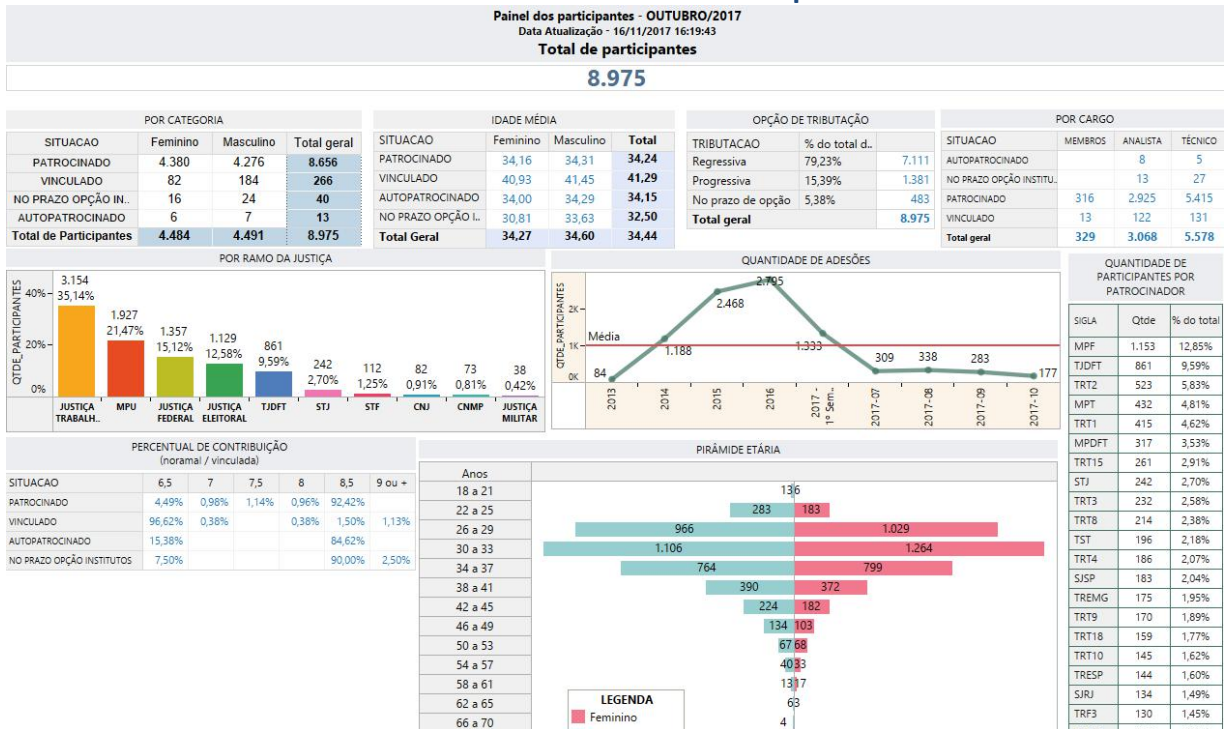 Painel dos participantes - OUTUBRO/2017
Data Atualização - 16/11/2017 16:19:43
Total de participantes
8.975
POR CATEGORIA
SITUACAO Feminino Masculino Total geral
PATROCINADO 4.380 4.276 8.656
VINCULADO 82 184 266
NO PRAZO OPÇÃO IN.. 16 24 40
AUTOPATROCINADO 6 7 13
Total de Participantes 4.484 4.491 8.975
IDADE MÉDIA
SITUACAO Feminino Masculino Total
PATROCINADO 34,16 34,31 34,24
VINCULADO 40,93 41,45 41,29
AUTOPATROCINADO 34,00 34,29 34,15
NO PRAZO OPÇÃO I.. 30,81 33,63 32,50
Total Geral 34,27 34,60 34,44
OPÇÃO DE TRIBUTAÇÃO
TRIBUTACAO % do total d..
Regressiva 79,23% 7.111
Progressiva 15,39% 1.381
No prazo de opção 5,38% 483
Total geral 8.975
POR CARGO
SITUACAO MEMBROS ANALISTA TÉCNICO
AUTOPATROCINADO 8 5
NO PRAZO OPÇÃO INSTITU.. 13 27
PATROCINADO 316 2.925 5.415
VINCULADO 13 122 131
Total geral 329 3.068 5.578
POR RAMO DA JUSTIÇA
QTDE_PARTICIPANTES
40%
20%
0%
3.154
35,14%
1.927
21,47%
1.357
15,12%
1.129
12,58%
861
9,59%
242
2,70%
112
1,25%
82
0,91%
73
0,81%
38
0,42%
JUSTIÇA TRABALH.. MPU JUSTIÇA FEDERAL JUSTIÇA ELEITORAL TJDFT STJ STF CNJ CNMP JUSTIÇA MILITAR
QUANTIDADE DE ADESÕES
QTDE_PARTICIPANTES
2K
1K
0K
Média
84 1.188 2.468 2.795 1.333 309 338 283 177
2013 2014 2015 2016 2017 - 1º Sem.. 2017-07 2017-08 2017-09 2017-10
QUANTIDADE DE
PARTICIPANTES POR
PATROCINADOR
SIGLA Qtde % do total
MPF 1.153 12,85%
TJDFT 861 9,59%
TRT2 523 5,83%
MPT 432 4,81%
TRT1 415 4,62%
MPDFT 317 3,53%
TRT15 261 2,91%
STJ 242 2,70%
TRT3 232 2,58%
TRT8 214 2,38%
TST 196 2,18%
TRT4 186 2,07%
SJSP 183 2,04%
TREMG 175 1,95%
TRT9 170 1,89%
TRT18 159 1,77%
TRT10 145 1,62%
TRESP 144 1,60%
SJRJ 134 1,49%
TRF3 130 1,45%
PERCENTUAL DE CONTRIBUIÇÃO
(noramal / vinculada)
SITUACAO 6,5 7 7,5 8 8,5 9 ou +
PATROCINADO 4,49% 0,98% 1,14% 0,96% 92,42%
VINCULADO 96,62% 0,38% 0,38% 1,50% 1,13%
AUTOPATROCINADO 15,38% 84,62%
NO PRAZO OPÇÃO INSTITUTOS 7,50% 90,00% 2,50%
PIRÂMIDE ETÁRIA
Anos
18 a 21 13 6
22 a 25 283 183
26 a 29 966 1.029
30 a 33 1.106 1.264
34 a 37 764 799
38 a 41 390 372
42 a 45 224 182
46 a 49 134 103
50 a 53 67 68
54 a 57 40 33
58 a 61 13 17
62 a 65 6 3
66 a 70 4
LEGENDA
Feminino